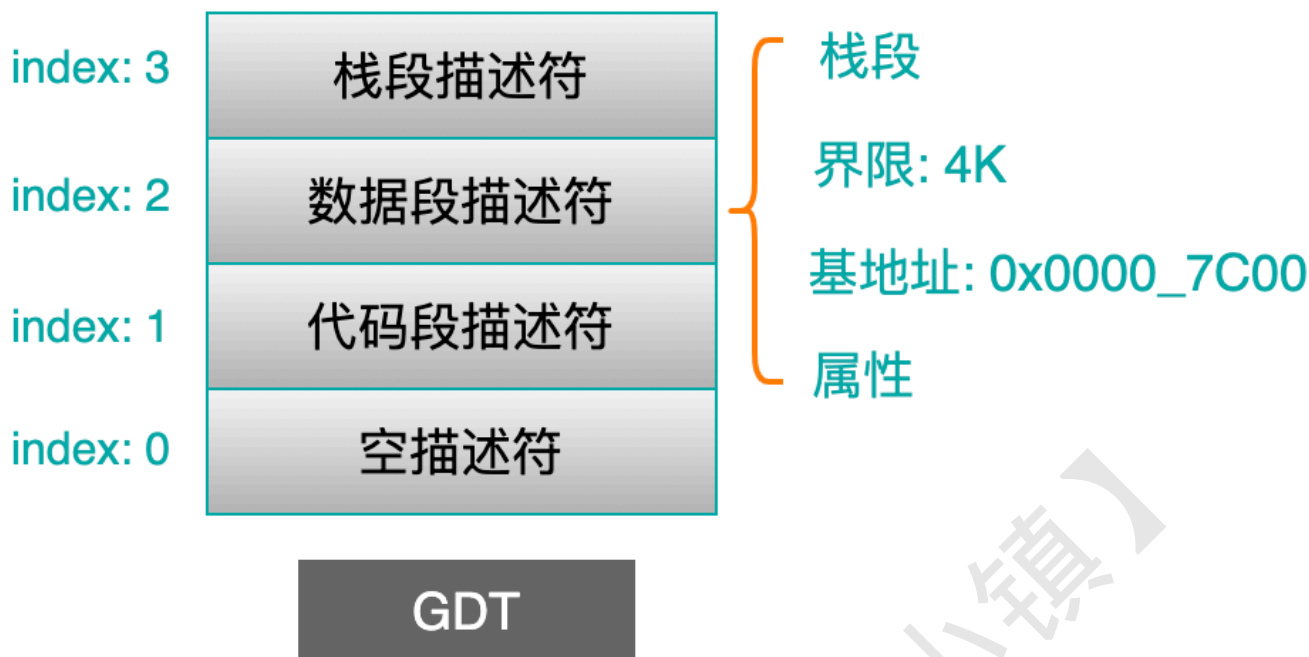 index: 3
栈段描述符
栈段
界限: 4K
index: 2
数据段描述符
基地址: 0x0000_7C00
index: 1
代码段描述符
属性
index: 0
空描述符
GDT
小镇】